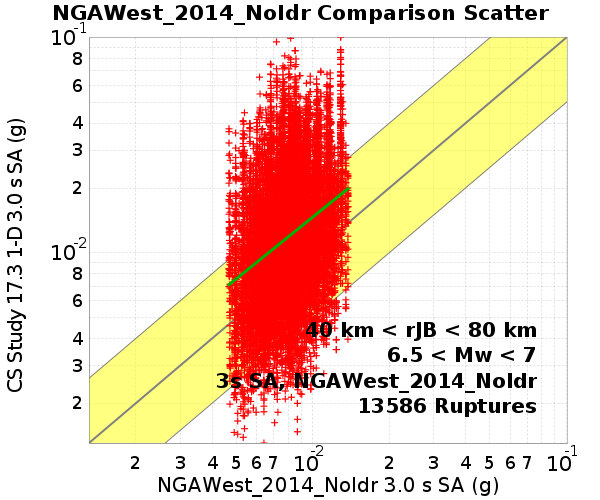 NGAWest_2014_NoIdr Comparison Scatter
CS Study 17.3 1-D 3.0 s SA (g)
10^-1
8
6
4
3
2
10^-2
8
6
4
3
2
40 km < rJB < 80 km
6.5 < Mw < 7
3s SA, NGAWest_2014_NoIdr
13586 Ruptures
2 3 4 5 6 7 10^-2 2 3 4 5 6 7 10^-1
NGAWest_2014_NoIdr 3.0 s SA (g)